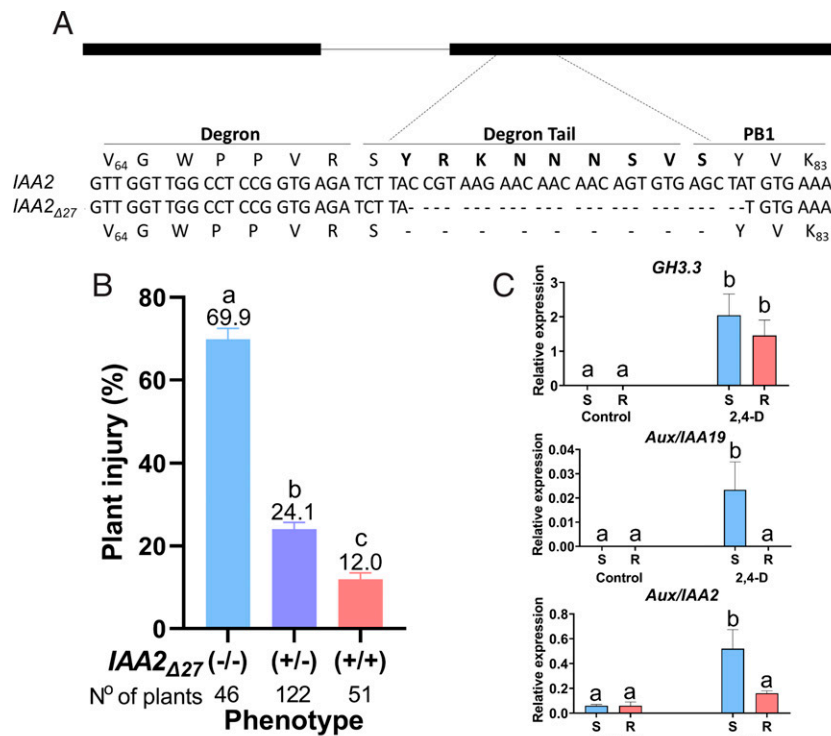 A
Degron Degron Tail PB1
V64 G W P P V R S Y R K N N N S V S Y V K83
IAA2 GTT GGT TGG CCT CCG GTG AGA TCT TAC CGT AAG AAC AAC AAC AGT GTG AGC TAT GTG AAA
IAA2Δ27 GTT GGT TGG CCT CCG GTG AGA TCT TA- --- --- --- --- --- --- --- --- --T GTG AAA
V64 G W P P V R S - - - - - - - - - Y V K83
B
Plant injury (%)
80
60
40
20
0
a
69.9
b
24.1
c
12.0
IAA2Δ27 (-/-) (+/-) (+/+)
Nº of plants 46 122 51
Phenotype
C
GH3.3
Relative expression
3
2
1
0
a a b b
S R S R
Control 2,4-D
Aux/IAA19
Relative expression
0.04
0.03
0.02
0.01
0.00
a a b a
S R S R
Control 2,4-D
Aux/IAA2
Relative expression
0.8
0.6
0.4
0.2
0.0
a a b a
S R S R